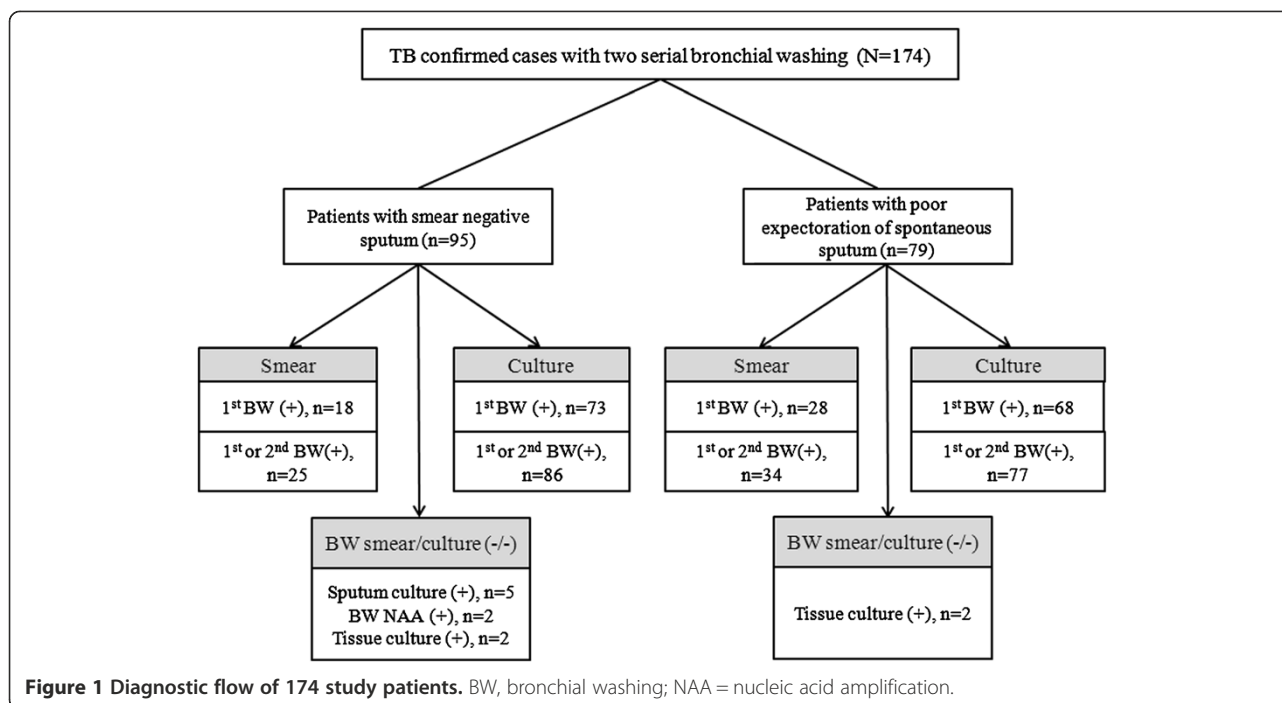 TB confirmed cases with two serial bronchial washing (N=174)
Patients with smear negative
sputum (n=95)
Patients with poor
expectoration of spontaneous
sputum (n=79)
Smear
1st BW (+), n=18
1st or 2nd BW(+),
n=25
Culture
1st BW (+), n=73
1st or 2nd BW(+),
n=86
Smear
1st BW (+), n=28
1st or 2nd BW(+),
n=34
Culture
1st BW (+), n=68
1st or 2nd BW(+),
n=77
BW smear/culture (-/-)
Sputum culture (+), n=5
BW NAA (+), n=2
Tissue culture (+), n=2
BW smear/culture (-/-)
Tissue culture (+), n=2
Figure 1 Diagnostic flow of 174 study patients. BW, bronchial washing; NAA = nucleic acid amplification.